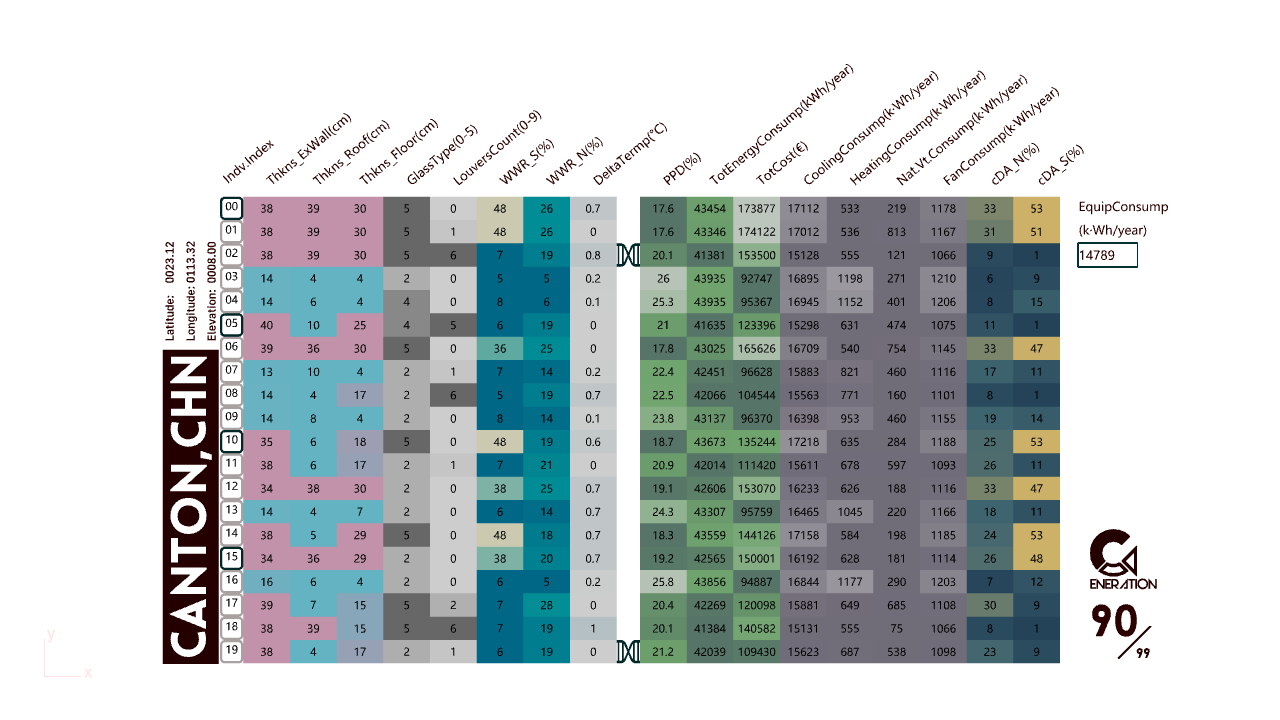 Indv.Index Thkns_ExWall(cm) Thkns_Roof(cm) Thkns_Floor(cm) GlassType(0-5) LouversCount(0-9) WWR_S(%) WWR_N(%) DeltaTermp(°C) PPD(%) TotEnergyConsump(kWh/year) TotCost(€) CoolingConsump(k·Wh/year) HeatingConsump(k·Wh/year) Nat.Vt.Consump(k·Wh/year) FanConsump(k·Wh/year) cDA_N(%) cDA_S(%)
00 38 39 30 5 0 48 26 0.7 17.6 43454 173877 17112 533 219 1178 33 53
01 38 39 30 5 1 48 26 0 17.6 43346 174122 17012 536 813 1167 31 51
02 38 39 30 5 6 7 19 0.8 20.1 41381 153500 15128 555 121 1066 9 1
03 14 4 4 2 0 5 5 0.2 26 43935 92747 16895 1198 271 1210 6 9
04 14 6 4 4 0 8 6 0.1 25.3 43935 95367 16945 1152 401 1206 8 15
05 40 10 25 4 5 6 19 0 21 41635 123396 15298 631 474 1075 11 1
06 39 36 30 5 0 36 25 0 17.8 43025 165626 16709 540 754 1145 33 47
07 13 10 4 2 1 7 14 0.2 22.4 42451 96628 15883 821 460 1116 17 11
08 14 4 17 2 6 5 19 0.7 22.5 42066 104544 15563 771 160 1101 8 1
09 14 8 4 2 0 8 14 0.1 23.8 43137 96370 16398 953 460 1155 19 14
10 35 6 18 5 0 48 19 0.6 18.7 43673 135244 17218 635 284 1188 25 53
11 38 6 17 2 1 7 21 0 20.9 42014 111420 15611 678 597 1093 26 11
12 34 38 30 2 0 38 25 0.7 19.1 42606 153070 16233 626 188 1116 33 47
13 14 4 7 2 0 6 14 0.7 24.3 43307 95759 16465 1045 220 1166 18 11
14 38 5 29 5 0 48 18 0.7 18.3 43559 144126 17158 584 198 1185 24 53
15 34 36 29 2 0 38 20 0.7 19.2 42565 150001 16192 628 181 1114 26 48
16 16 6 4 2 0 6 5 0.2 25.8 43856 94887 16844 1177 290 1203 7 12
17 39 7 15 5 2 7 28 0 20.4 42269 120098 15881 649 685 1108 30 9
18 38 39 15 5 6 7 19 1 20.1 41384 140582 15131 555 75 1066 8 1
19 38 4 17 2 1 6 19 0 21.2 42039 109430 15623 687 538 1098 23 9
EquipConsump
(k·Wh/year)
14789
Latitude: 0023.12
Longitude: 0113.32
Elevation: 0008.00
CANTON,CHN
ENERATION
90/99
y
x